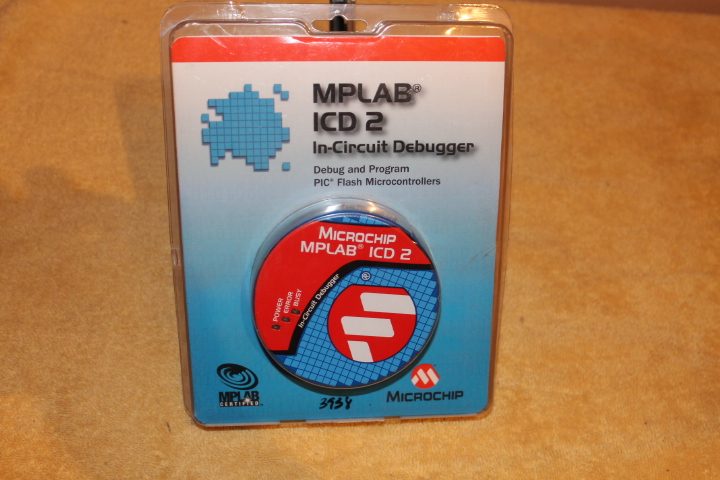 MPLAB®
ICD 2
In-Circuit Debugger
Debug and Program
PIC® Flash Microcontrollers
MICROCHIP
MPLAB® ICD 2
®
POWER
ERROR
BUSY
In-Circuit Debugger
MPLAB
CERTIFIED
3938
MICROCHIP